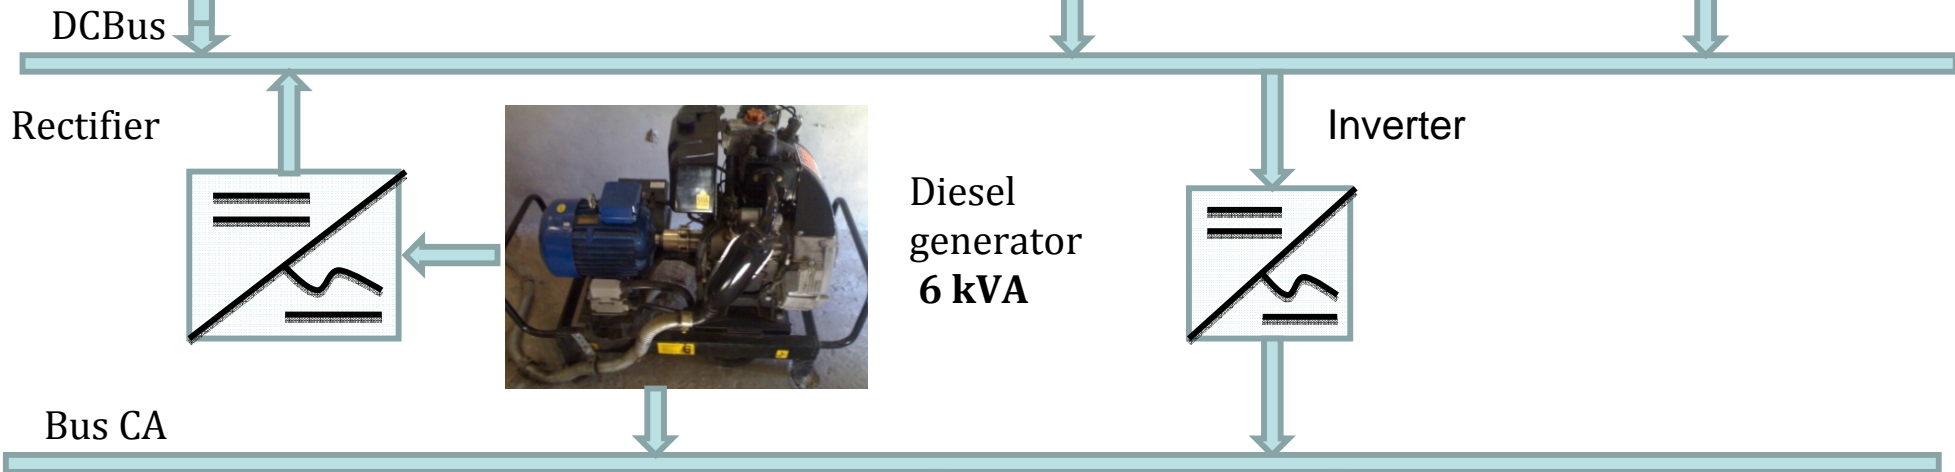 DCBus
Rectifier
Inverter
Diesel
generator
6 kVA
Bus CA